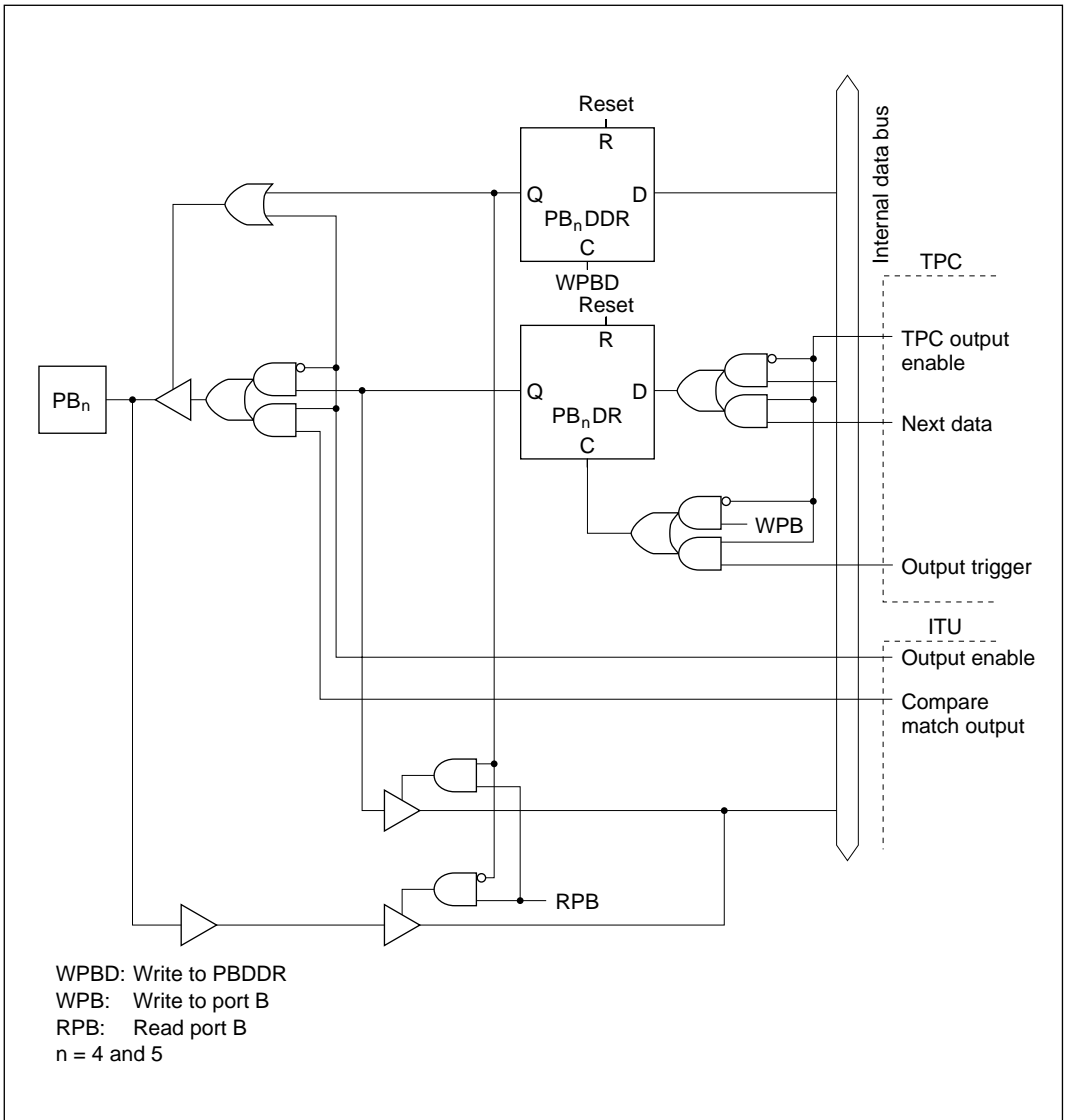 Reset
R
Q
D
PBnDDR
C
WPBD
Internal data bus
TPC
Reset
R
TPC output
enable
PBn
Q
D
PBnDR
C
Next data
WPB
Output trigger
ITU
Output enable
Compare
match output
RPB
WPBD: Write to PBDDR
WPB: Write to port B
RPB: Read port B
n = 4 and 5